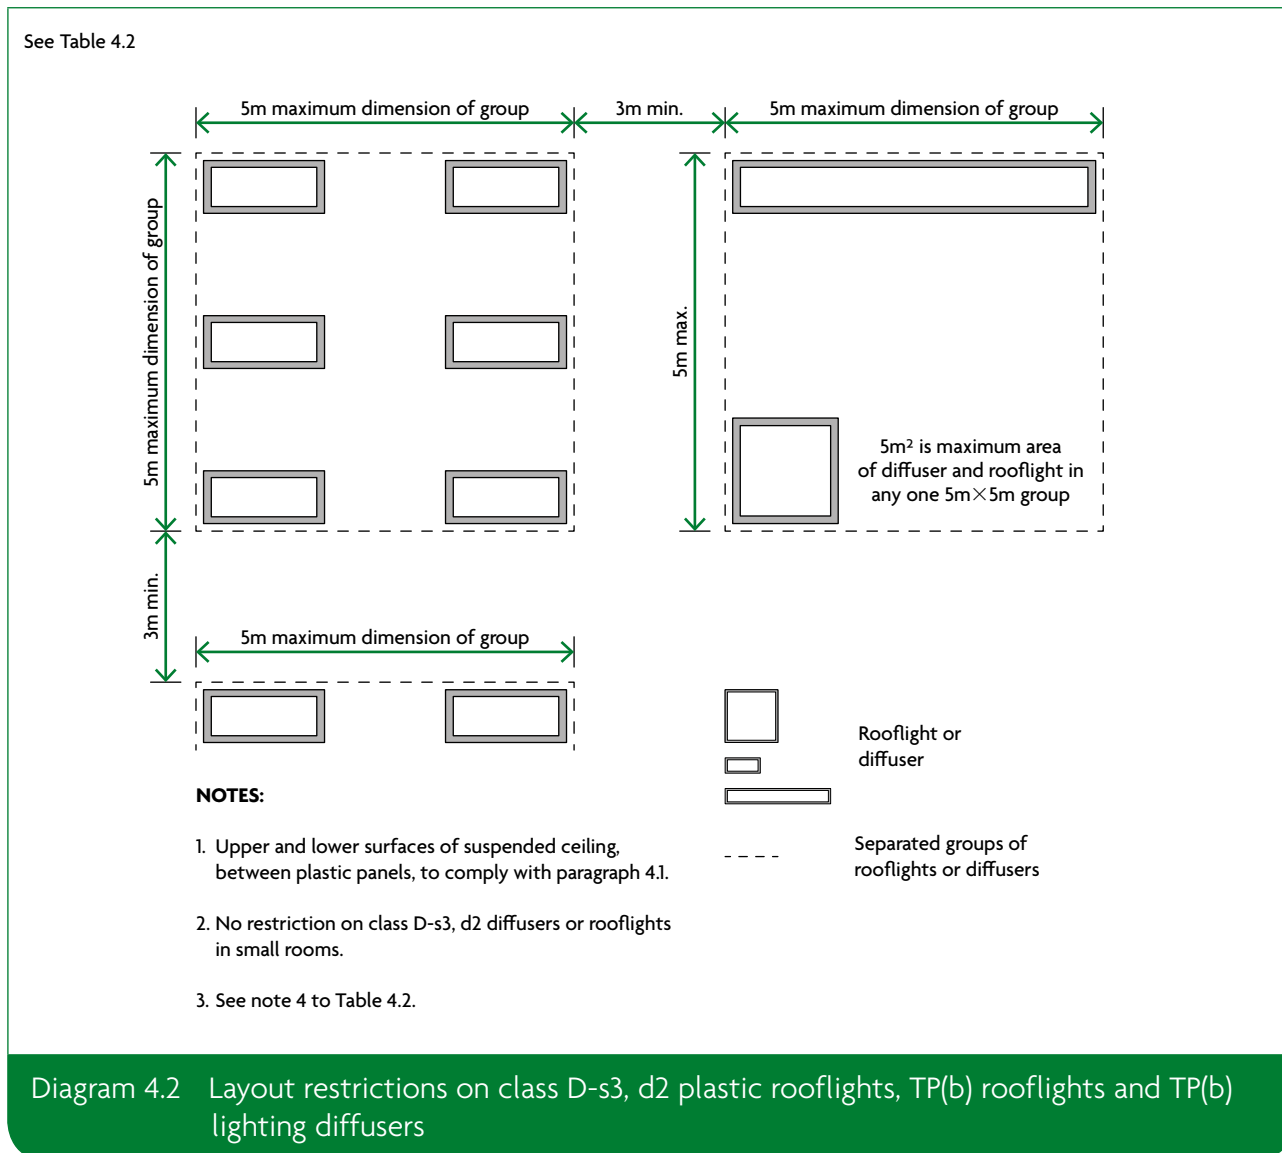 See Table 4.2
5m maximum dimension of group
3m min.
5m maximum dimension of group
5m maximum dimension of group
5m max.
5m² is maximum area
of diffuser and rooflight in
any one 5m×5m group
3m min.
5m maximum dimension of group
Rooflight or
diffuser
Separated groups of
rooflights or diffusers
NOTES:
1. Upper and lower surfaces of suspended ceiling,
between plastic panels, to comply with paragraph 4.1.
2. No restriction on class D-s3, d2 diffusers or rooflights
in small rooms.
3. See note 4 to Table 4.2.
Diagram 4.2 Layout restrictions on class D-s3, d2 plastic rooflights, TP(b) rooflights and TP(b)
lighting diffusers